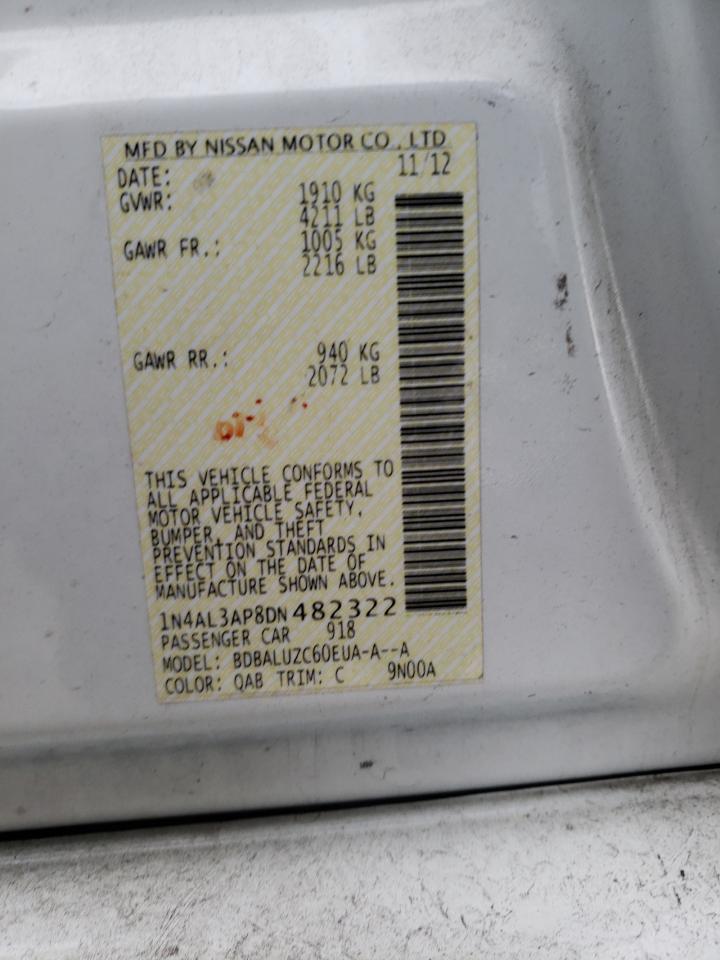 MFD BY NISSAN MOTOR CO., LTD
DATE: 11/12
GVWR: 1910 KG
4211 LB
GAWR FR.: 1005 KG
2216 LB
GAWR RR.: 940 KG
2072 LB
THIS VEHICLE CONFORMS TO
ALL APPLICABLE FEDERAL
MOTOR VEHICLE SAFETY,
BUMPER, AND THEFT
PREVENTION STANDARDS IN
EFFECT ON THE DATE OF
MANUFACTURE SHOWN ABOVE.
1N4AL3AP8DN482322
PASSENGER CAR 918
MODEL: BDBALUZC60EUA-A--A
COLOR: QAB TRIM: C 9N00A